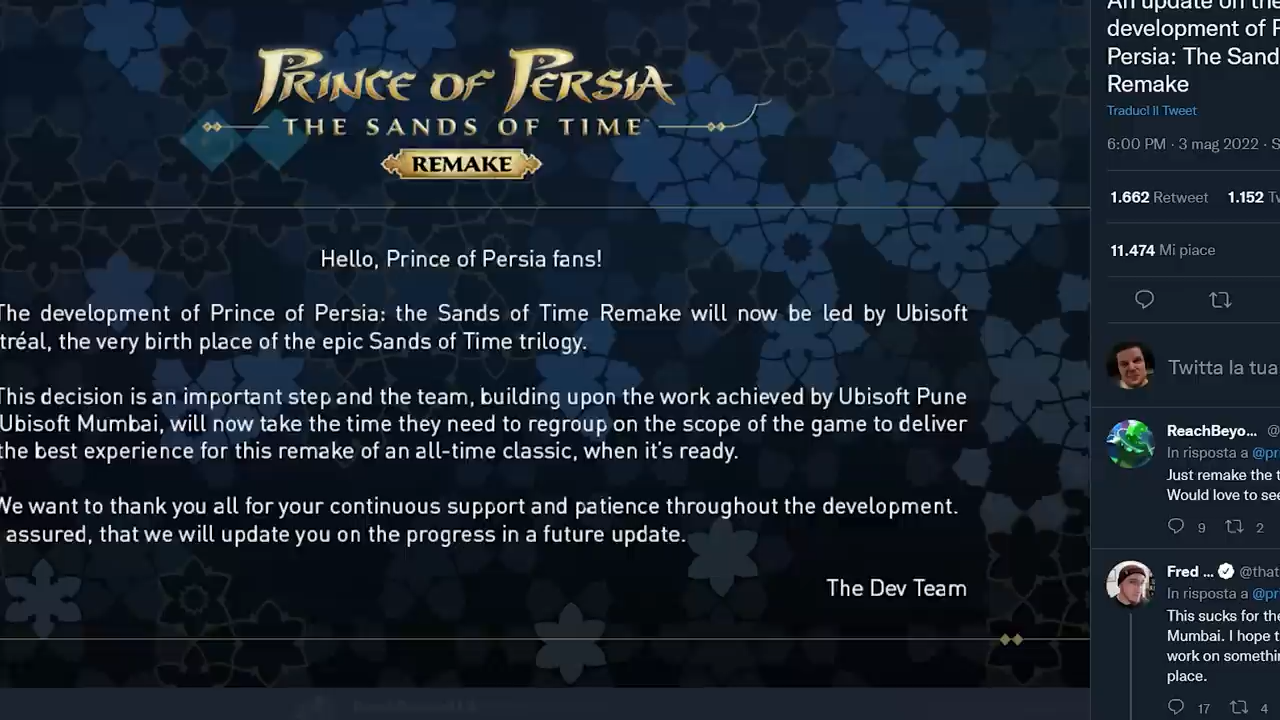 PRINCE OF PERSIA
THE SANDS OF TIME
REMAKE
Hello, Prince of Persia fans!
The development of Prince of Persia: the Sands of Time Remake will now be led by Ubisoft
tréal, the very birth place of the epic Sands of Time trilogy.
This decision is an important step and the team, building upon the work achieved by Ubisoft Pune
Ubisoft Mumbai, will now take the time they need to regroup on the scope of the game to deliver
the best experience for this remake of an all-time classic, when it's ready.
We want to thank you all for your continuous support and patience throughout the development.
assured, that we will update you on the progress in a future update.
The Dev Team
An update on the
development of P
Persia: The Sand
Remake
Traduci il Tweet
6:00 PM · 3 mag 2022 · S
1.662 Retweet 1.152 Tw
11.474 Mi piace
Twitta la tua
ReachBeyo... @
In risposta a @pr
Just remake the t
Would love to see
9 2
Fred ... @that
In risposta a @pr
This sucks for the
Mumbai. I hope t
work on somethin
place.
17 4